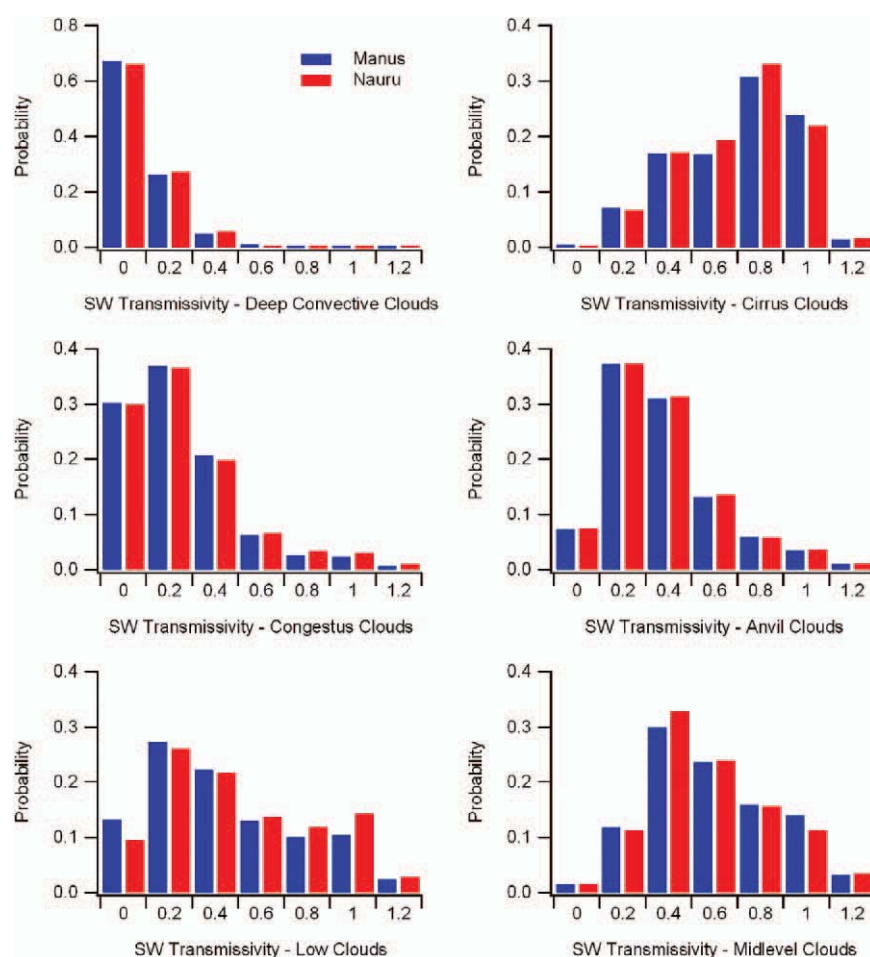 0.8
0.6
0.4
0.2
0.0
Probability
Manus
Nauru
0 0.2 0.4 0.6 0.8 1 1.2
SW Transmissivity - Deep Convective Clouds
0.4
0.3
0.2
0.1
0.0
Probability
0 0.2 0.4 0.6 0.8 1 1.2
SW Transmissivity - Cirrus Clouds
0.4
0.3
0.2
0.1
0.0
Probability
0 0.2 0.4 0.6 0.8 1 1.2
SW Transmissivity - Congestus Clouds
0.4
0.3
0.2
0.1
0.0
Probability
0 0.2 0.4 0.6 0.8 1 1.2
SW Transmissivity - Anvil Clouds
0.4
0.3
0.2
0.1
0.0
Probability
0 0.2 0.4 0.6 0.8 1 1.2
SW Transmissivity - Low Clouds
0.4
0.3
0.2
0.1
0.0
Probability
0 0.2 0.4 0.6 0.8 1 1.2
SW Transmissivity - Midlevel Clouds